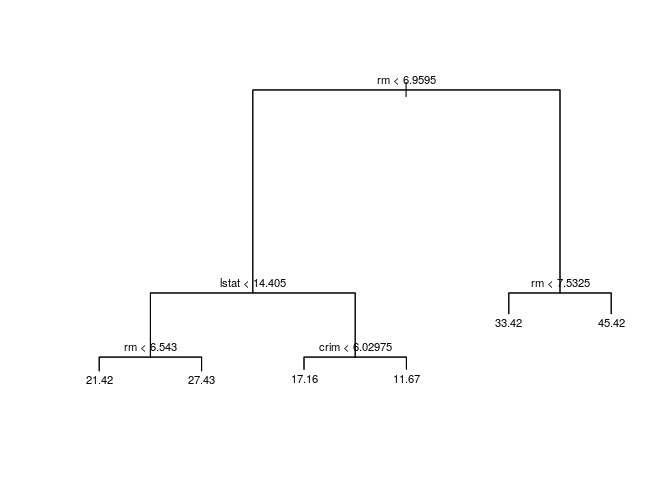 rm < 6.9595
lstat < 14.405
rm < 7.5325
33.42
45.42
rm < 6.543
crim < 6.02975
21.42
27.43
17.16
11.67